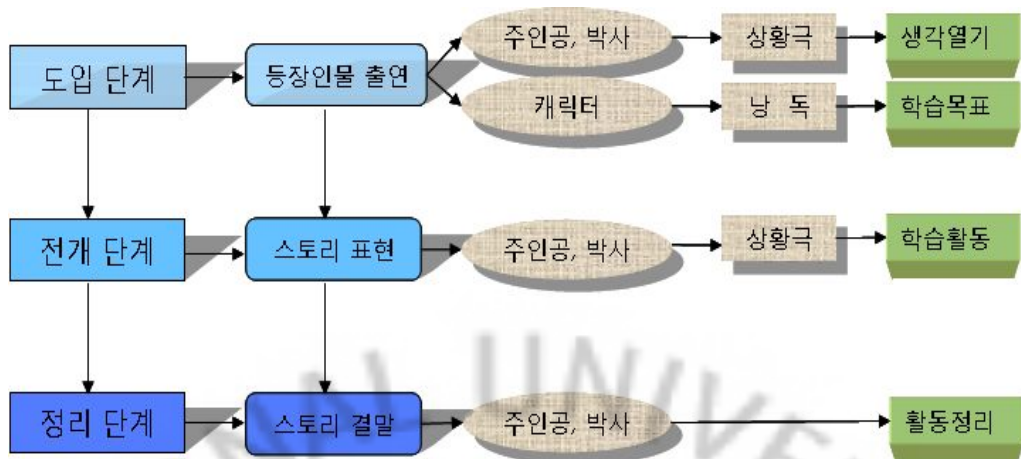 주인공, 박사
상황극
생각열기
도입 단계
등장인물 출연
캐릭터
낭 독
학습목표
전개 단계
스토리 표현
주인공, 박사
상황극
학습활동
정리 단계
스토리 결말
주인공, 박사
활동정리